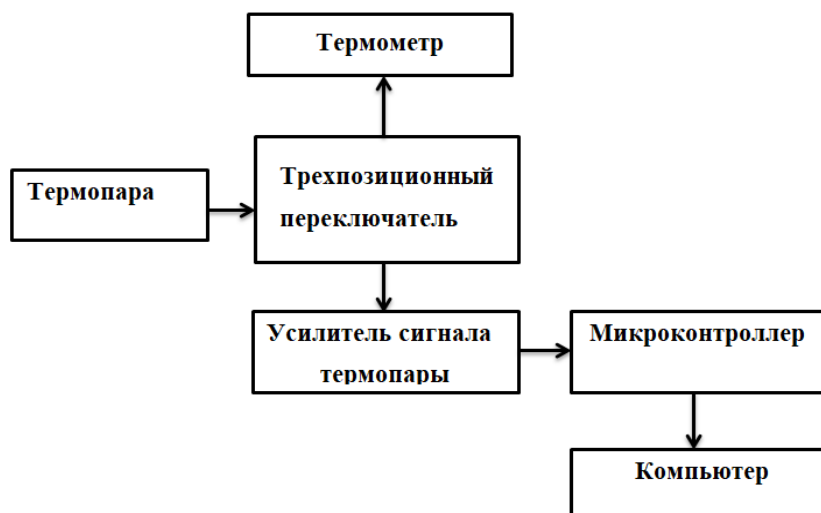 Термометр
Термопара
Трехпозиционный
переключатель
Усилитель сигнала
термопары
Микроконтроллер
Компьютер